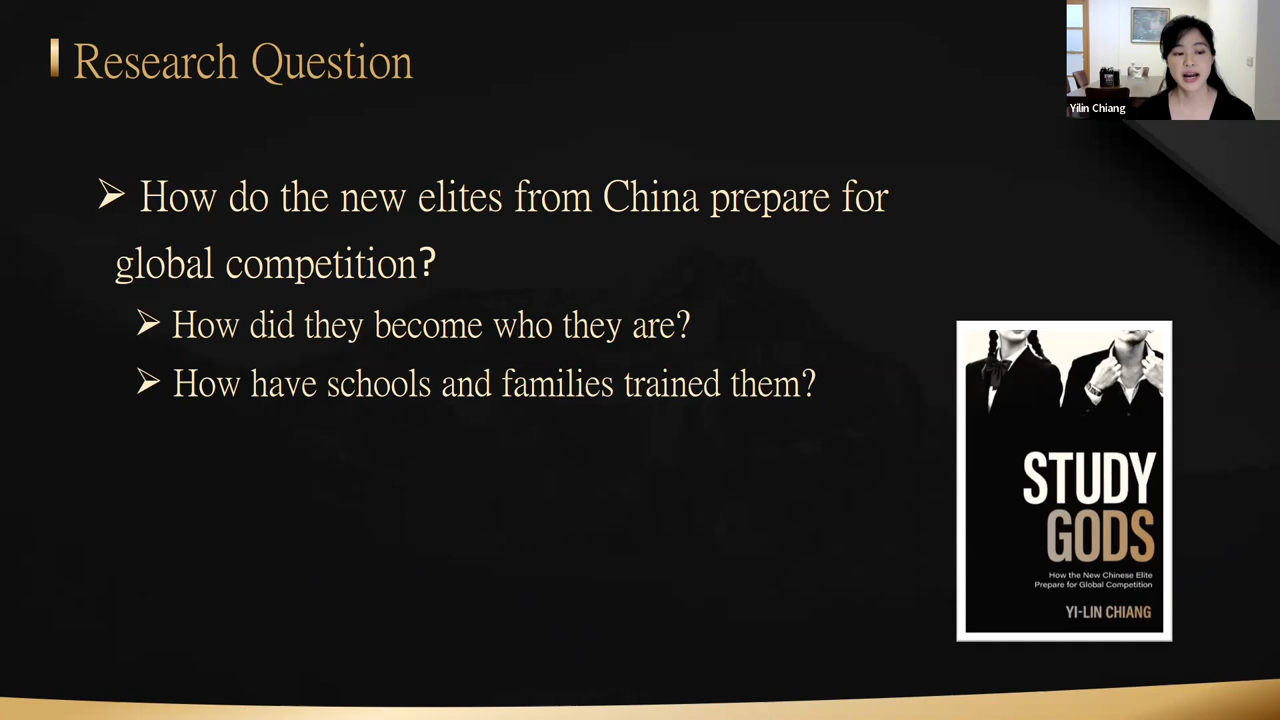 Research Question
Yilin Chiang
➢ How do the new elites from China prepare for
global competition?
➢ How did they become who they are?
➢ How have schools and families trained them?
STUDY
GODS
How the New Chinese Elite
Prepare for Global Competition
YI-LIN CHIANG